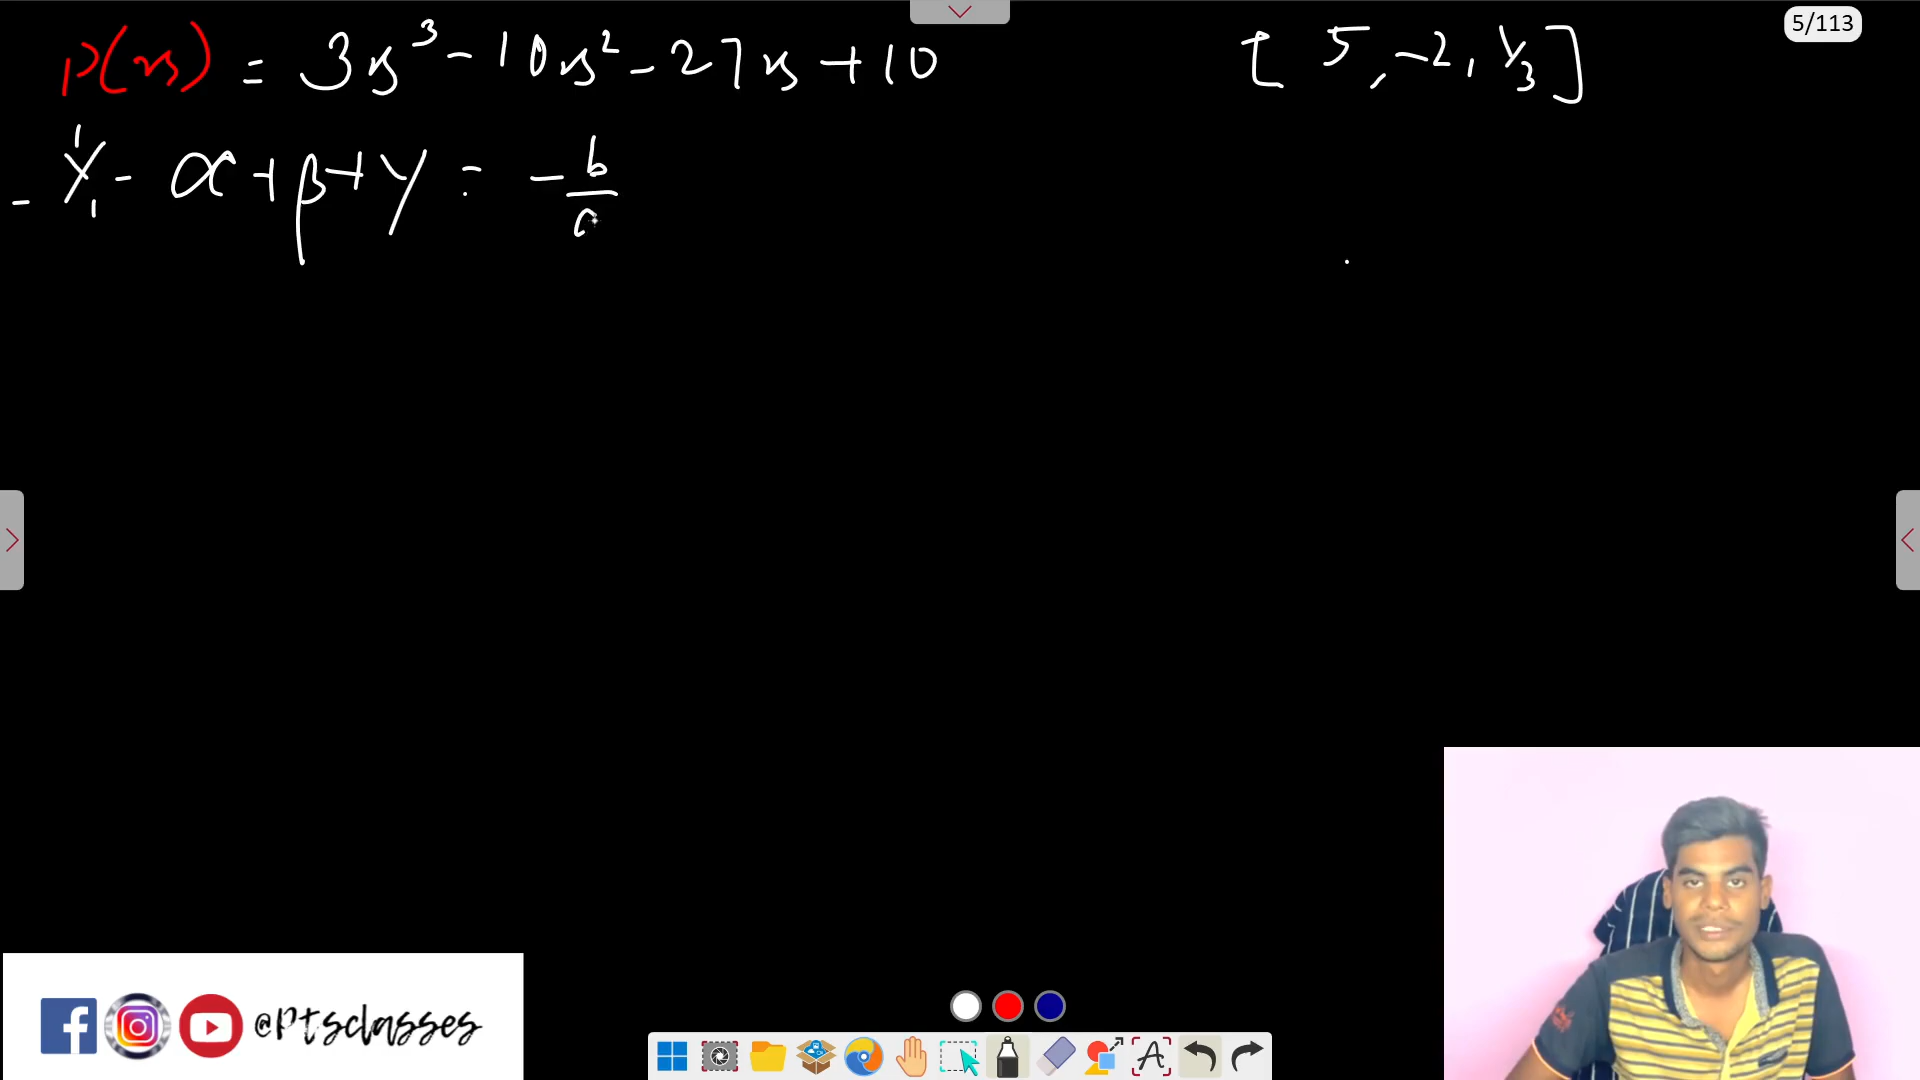 5/113
p(x) = 3x³ - 10x² - 27x + 10 [5, -2, 1/3]
α + β + γ = - b
@Ptsclasses